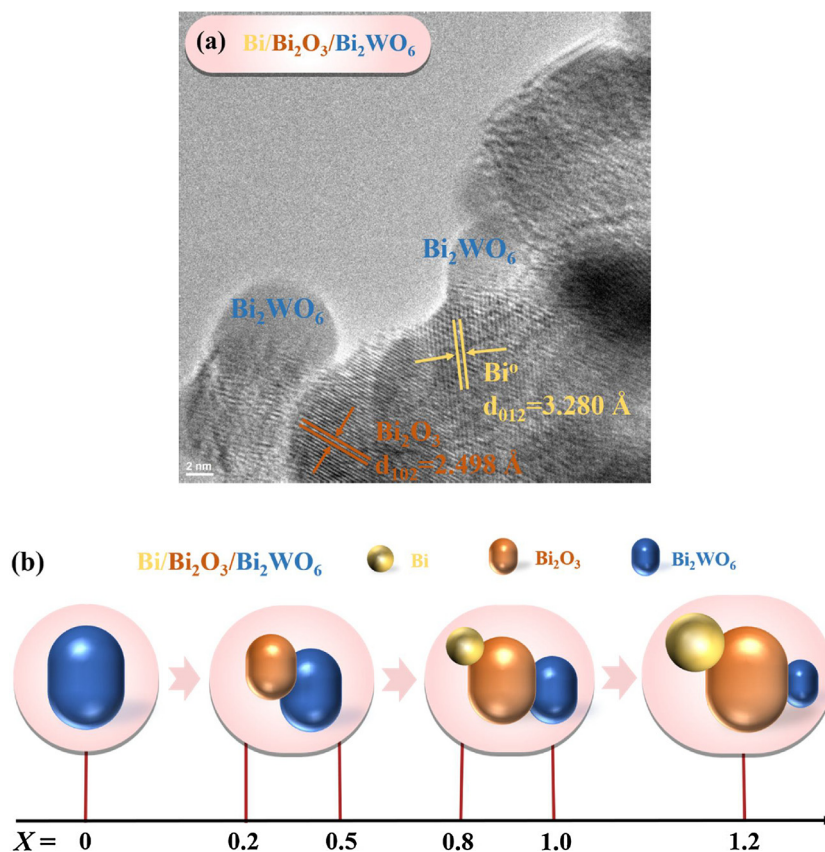 (a) Bi/Bi₂O₃/Bi₂WO₆
Bi₂WO₆
Bi₂WO₆
Bi⁰
d₀₁₂=3.280 Å
Bi₂O₃
d₁₀₂=2.498 Å
2 nm
(b) Bi/Bi₂O₃/Bi₂WO₆ Bi Bi₂O₃ Bi₂WO₆
X = 0 0.2 0.5 0.8 1.0 1.2